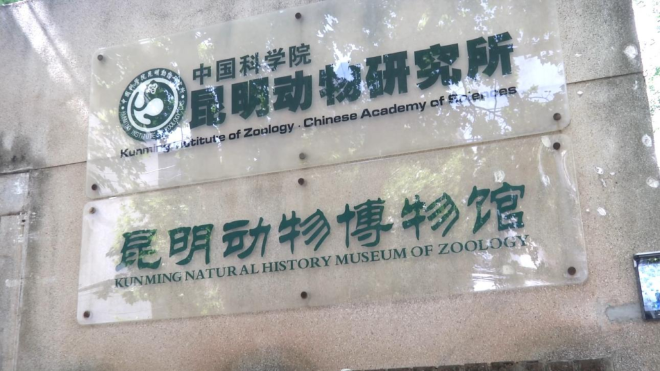 中国科学院
昆明动物研究所
Kunming Institute of Zoology · Chinese Academy of Sciences
昆明动物博物馆
KUNMING NATURAL HISTORY MUSEUM OF ZOOLOGY